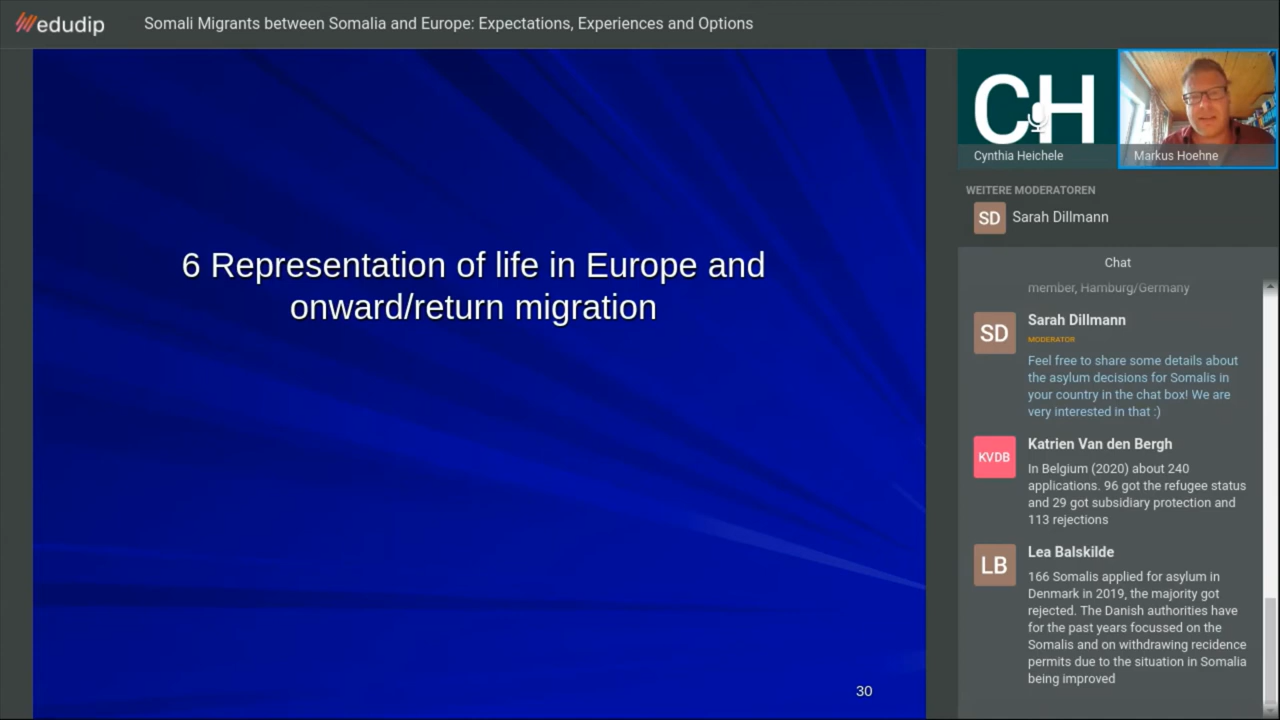 edudip
Somali Migrants between Somalia and Europe: Expectations, Experiences and Options
6 Representation of life in Europe and
onward/return migration
30
CH
Cynthia Heichele
Markus Hoehne
WEITERE MODERATOREN
SD
Sarah Dillmann
Chat
member, Hamburg/Germany
SD
Sarah Dillmann
MODERATOR
Feel free to share some details about
the asylum decisions for Somalis in
your country in the chat box! We are
very interested in that :)
KVDB
Katrien Van den Bergh
In Belgium (2020) about 240
applications. 96 got the refugee status
and 29 got subsidiary protection and
113 rejections
LB
Lea Balskilde
166 Somalis applied for asylum in
Denmark in 2019, the majority got
rejected. The Danish authorities have
for the past years focussed on the
Somalis and on withdrawing recidence
permits due to the situation in Somalia
being improved